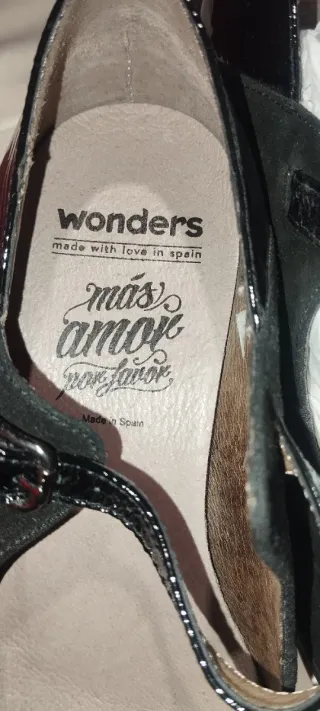 wonders
made with love in spain
más
amor
por favor
Made in Spain